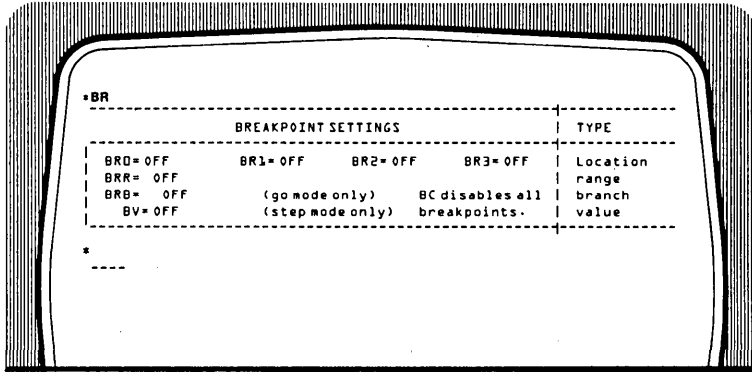 *BR
BREAKPOINT SETTINGS TYPE
BR0= OFF BR1= OFF BR2= OFF BR3= OFF Location
BRR= OFF range
BRB= OFF (go mode only) BC disables all branch
BV= OFF (step mode only) breakpoints. value
*